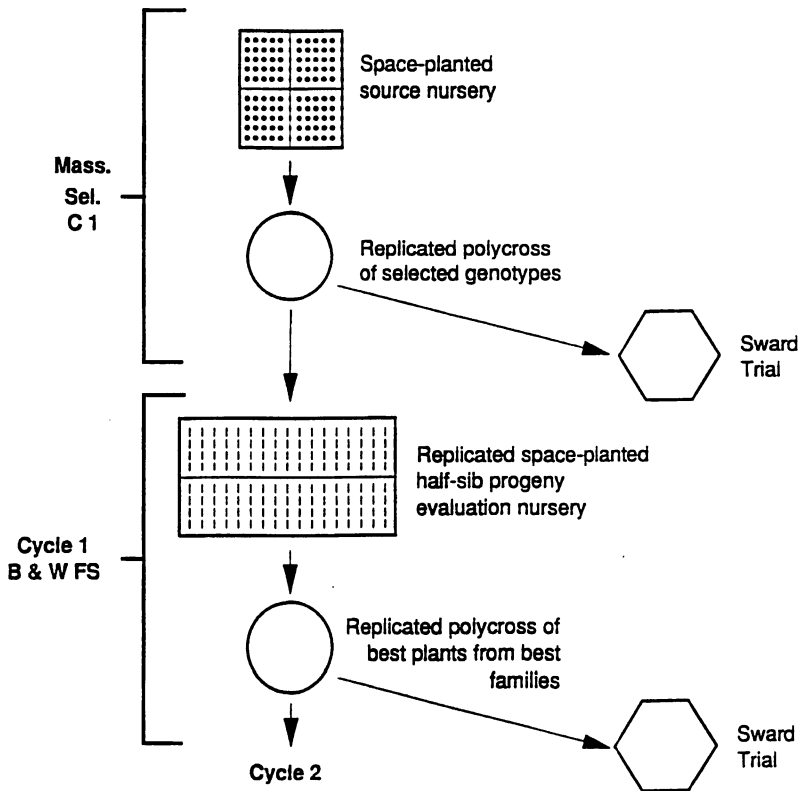 Space-planted
source nursery
Mass.
Sel.
C 1
Replicated polycross
of selected genotypes
Sward
Trial
Replicated space-planted
half-sib progeny
evaluation nursery
Cycle 1
B & W FS
Replicated polycross of
best plants from best
families
Sward
Trial
Cycle 2